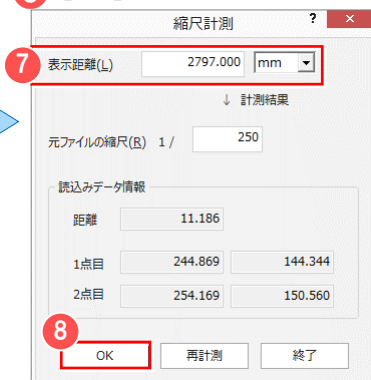 縮尺計測 ? ×
7 表示距離(L) 2797.000 mm
↓ 計測結果
元ファイルの縮尺(R) 1 / 250
読込みデータ情報
距離 11.186
1点目 244.869 144.344
2点目 254.169 150.560
8
OK 再計測 終了